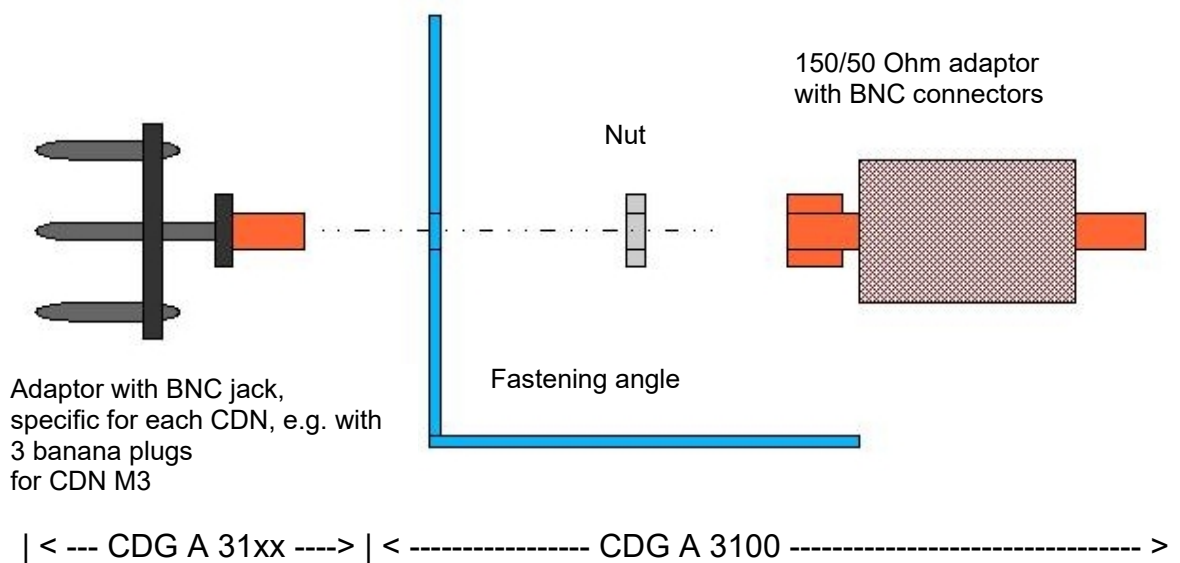 150/50 Ohm adaptor
with BNC connectors
Nut
Fastening angle
Adaptor with BNC jack,
specific for each CDN, e.g. with
3 banana plugs
for CDN M3
| < --- CDG A 31xx ----> | < ----------------- CDG A 3100 --------------------------------- >